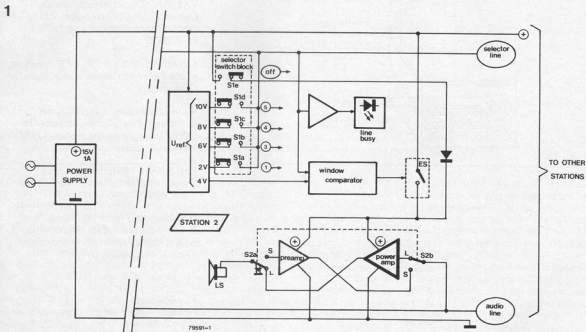 1
+
selector line
selector switch block
off
S1e
10V
S1d
5
8V
S1c
4
Uref.
6V
S1b
3
2V
S1a
1
4V
line busy
+ 15V
1A
POWER SUPPLY
window comparator
ES
TO OTHER STATIONS
STATION 2
S2a
S
L
LS
+
preamp
+
power amp
L
S
S2b
audio line
79591-1